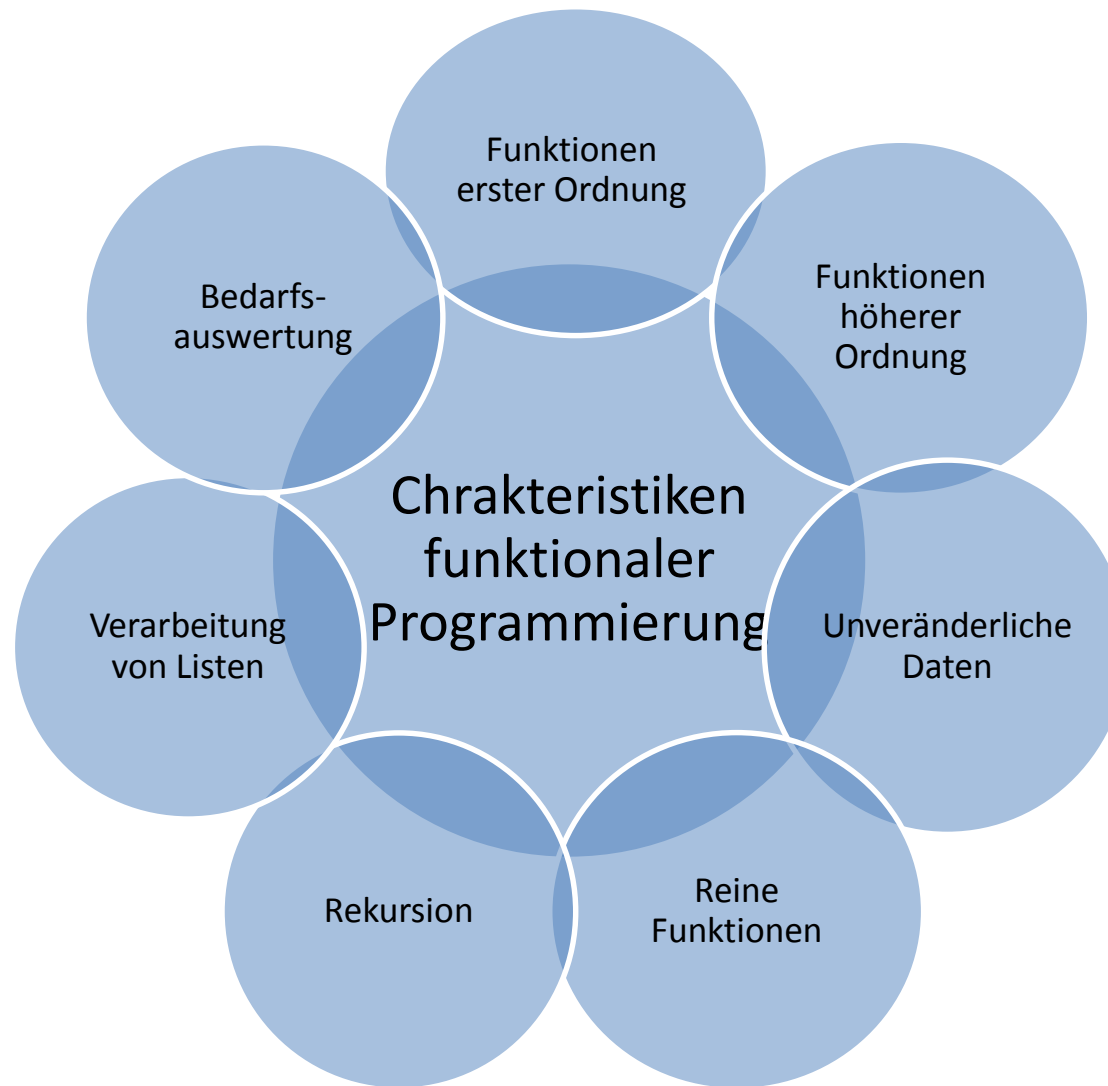 Funktionen
erster Ordnung
Funktionen
höherer
Ordnung
Unveränderliche
Daten
Reine
Funktionen
Rekursion
Verarbeitung
von Listen
Bedarfs-
auswertung
Chrakteristiken
funktionaler
Programmierung